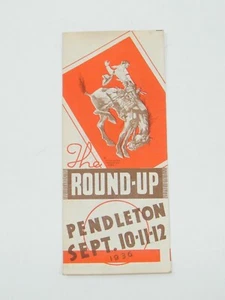 The
ROUND-UP
PENDLETON
SEPT. 10·11·12
1936